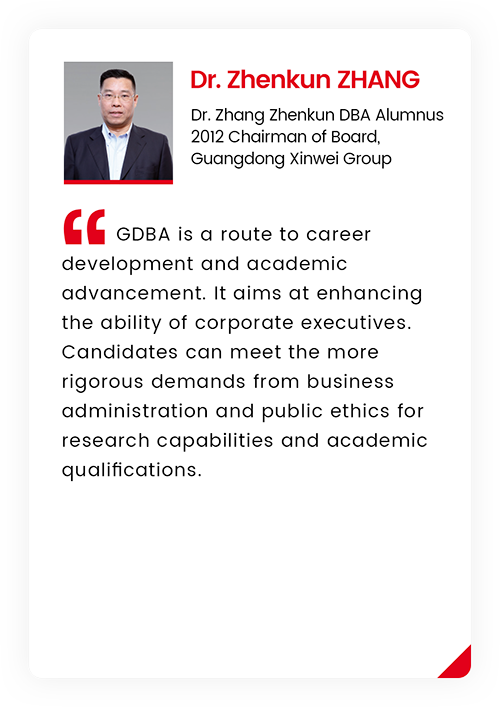 Dr. Zhenkun ZHANG
Dr. Zhang Zhenkun DBA Alumnus
2012 Chairman of Board,
Guangdong Xinwei Group
“ GDBA is a route to career
development and academic
advancement. It aims at enhancing
the ability of corporate executives.
Candidates can meet the more
rigorous demands from business
administration and public ethics for
research capabilities and academic
qualifications.